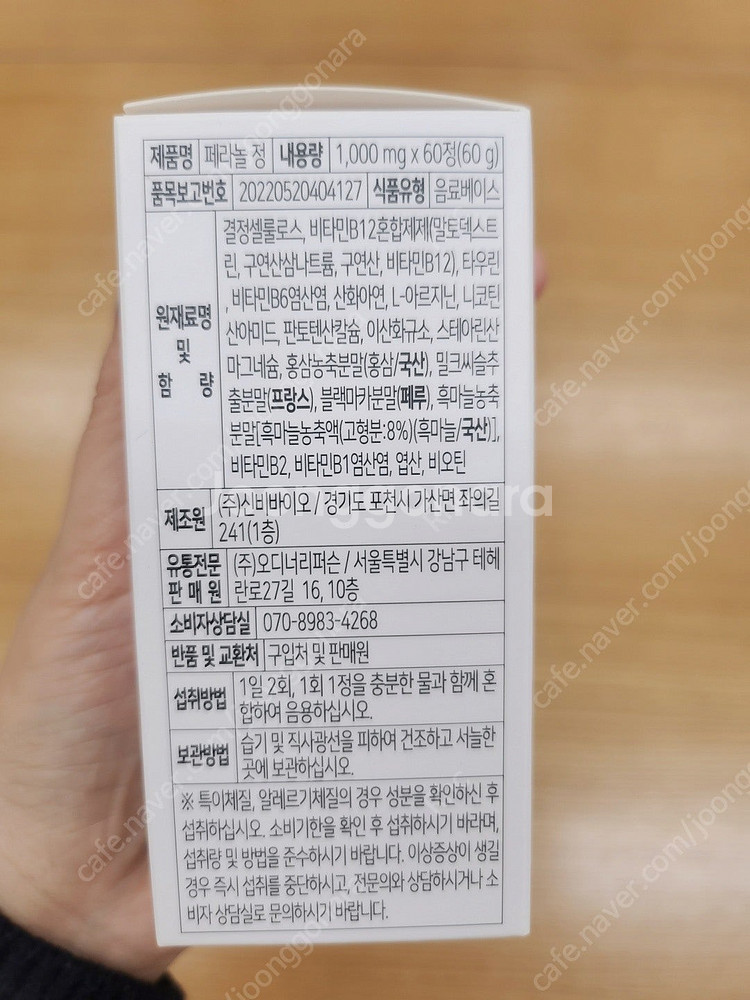 제품명 페라놀 정 내용량 1,000 mg x 60정(60 g)
품목보고번호 20220520404127 식품유형 음료베이스
원재료명 및 함 량
결정셀룰로스, 비타민B12혼합제제(말토덱스트
린, 구연산삼나트륨, 구연산, 비타민B12), 타우린
, 비타민B6염산염, 산화아연, L-아르지닌, 니코틴
산아미드, 판토텐산칼슘, 이산화규소, 스테아린산
마그네슘, 홍삼농축분말(홍삼/국산), 밀크씨슬추
출분말(프랑스), 블랙마카분말(페루), 흑마늘농축
분말[흑마늘농축액(고형분:8%)(흑마늘/국산)],
비타민B2, 비타민B1염산염, 엽산, 비오틴
제조원 (주)신비바이오 / 경기도 포천시 가산면 좌의길
241(1층)
유통전문 판 매 원 (주)오디너리퍼슨 / 서울특별시 강남구 테헤
란로27길 16, 10층
소비자상담실 070-8983-4268
반품 및 교환처 구입처 및 판매원
섭취방법 1일 2회, 1회 1정을 충분한 물과 함께 혼
합하여 음용하십시오.
보관방법 습기 및 직사광선을 피하여 건조하고 서늘한
곳에 보관하십시오.
※ 특이체질, 알레르기체질의 경우 성분을 확인하신 후
섭취하십시오. 소비기한을 확인 후 섭취하시기 바라며,
섭취량 및 방법을 준수하시기 바랍니다. 이상증상이 생길
경우 즉시 섭취를 중단하시고, 전문의와 상담하시거나 소
비자 상담실로 문의하시기 바랍니다.
cafe.naver.com/joonggonara